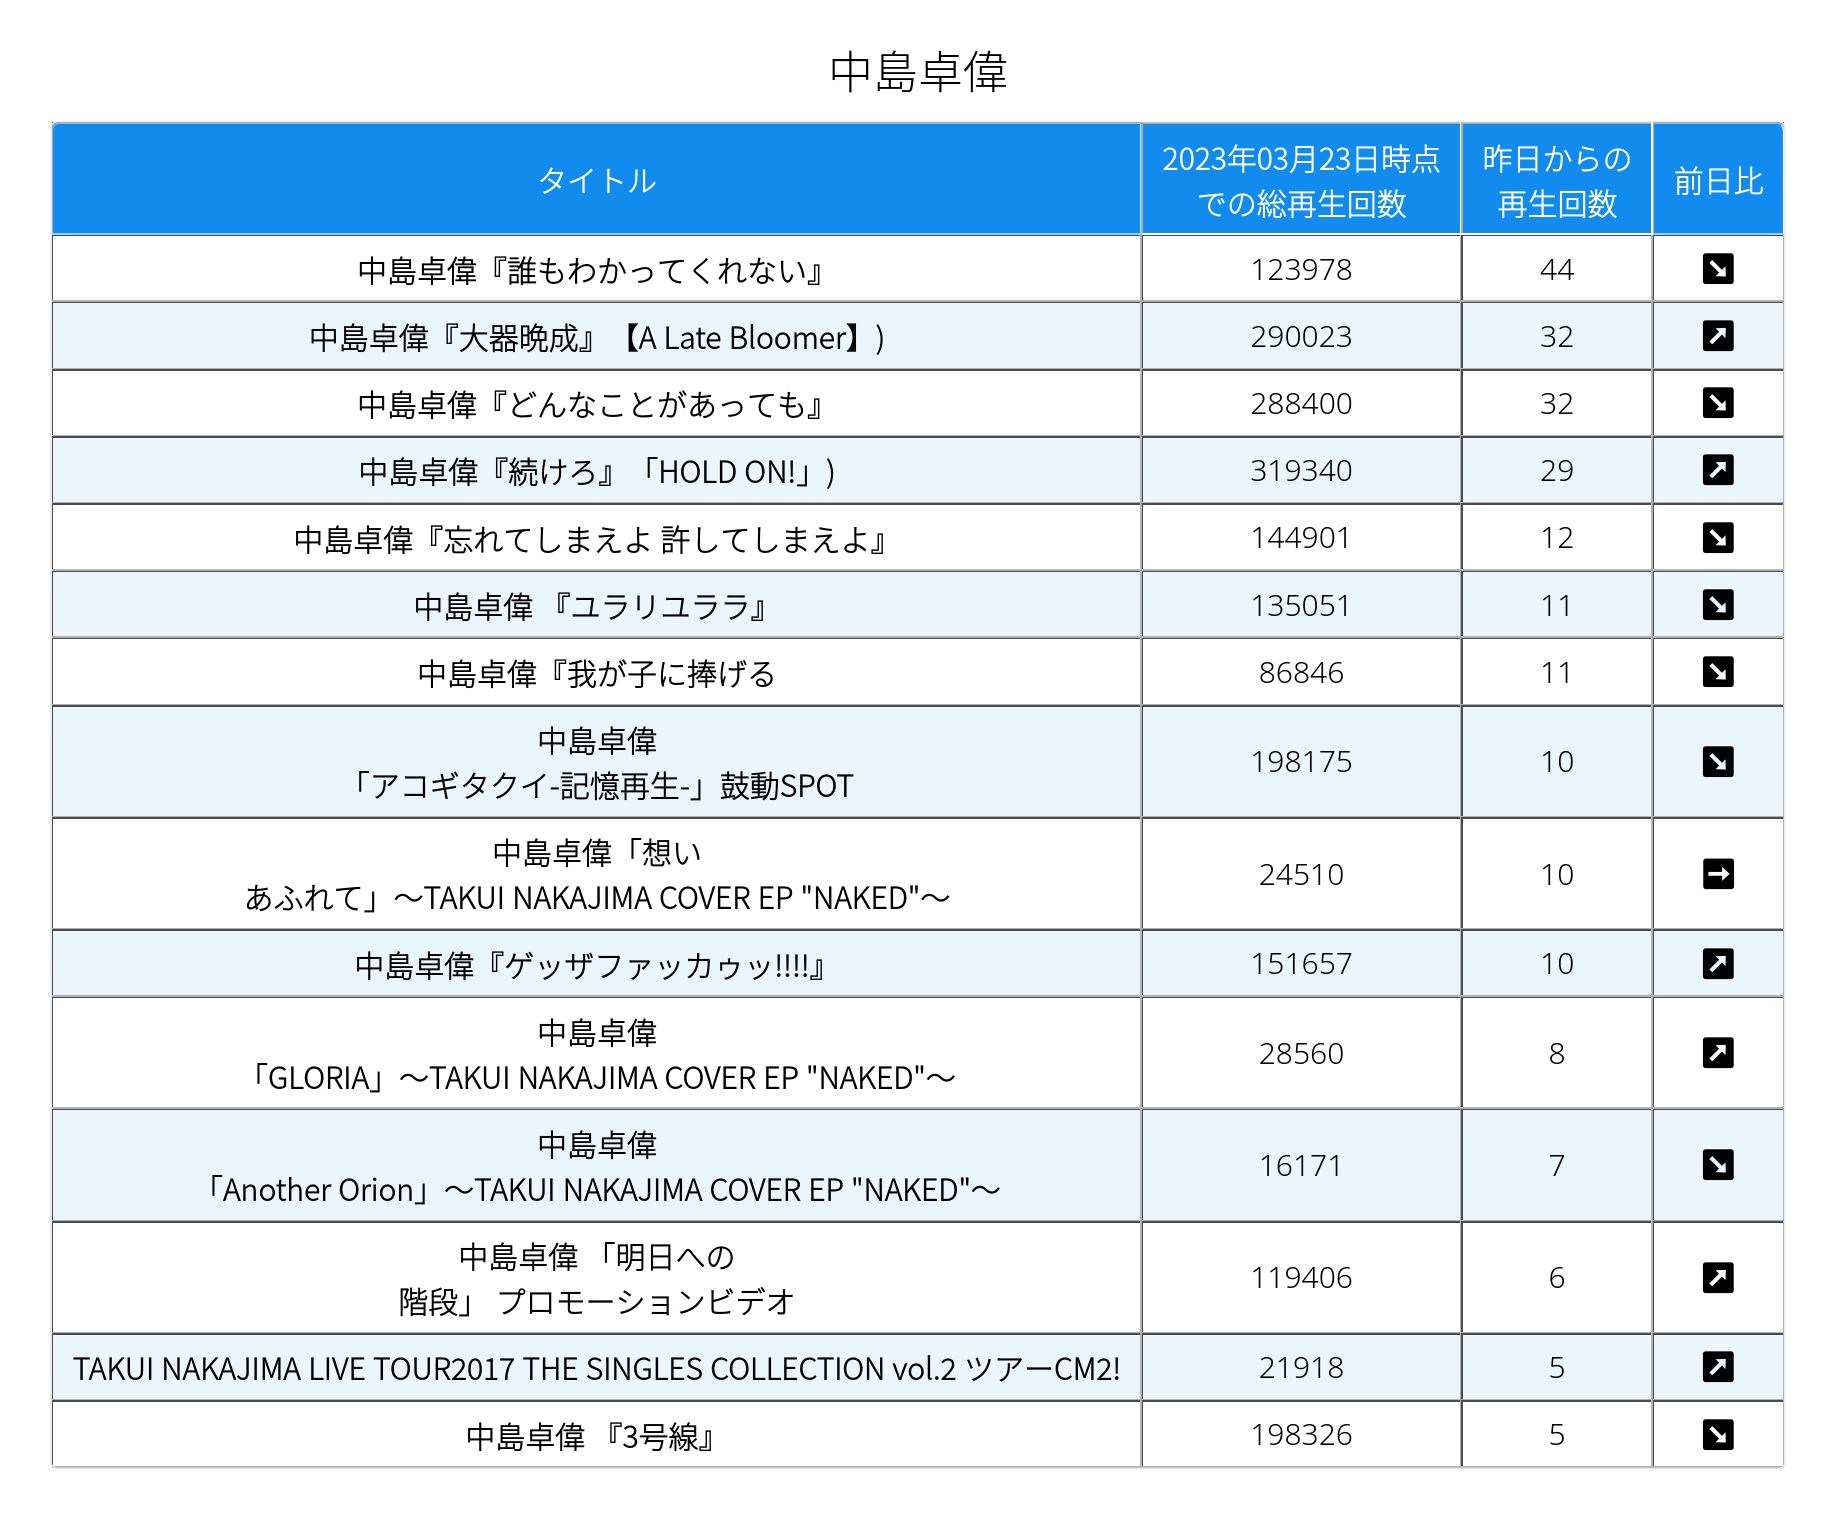 中島卓偉
タイトル
2023年03月23日時点
での総再生回数
昨日からの
再生回数
前日比
中島卓偉『誰もわかってくれない』
123978
44
中島卓偉『大器晩成』【A Late Bloomer】)
290023
32
中島卓偉『どんなことがあっても』
288400
32
中島卓偉『続けろ』「HOLD ON!」)
319340
29
中島卓偉『忘れてしまえよ 許してしまえよ』
144901
12
中島卓偉 『ユラリユララ』
135051
11
中島卓偉『我が子に捧げる
86846
11
中島卓偉
「アコギタクイ-記憶再生-」鼓動SPOT
198175
10
中島卓偉「想い
あふれて」～TAKUI NAKAJIMA COVER EP "NAKED"～
24510
10
中島卓偉『ゲッザファッカゥッ!!!!』
151657
10
中島卓偉
「GLORIA」～TAKUI NAKAJIMA COVER EP "NAKED"～
28560
8
中島卓偉
「Another Orion」～TAKUI NAKAJIMA COVER EP "NAKED"～
16171
7
中島卓偉 「明日への
階段」 プロモーションビデオ
119406
6
TAKUI NAKAJIMA LIVE TOUR2017 THE SINGLES COLLECTION vol.2 ツアーCM2!
21918
5
中島卓偉 『3号線』
198326
5